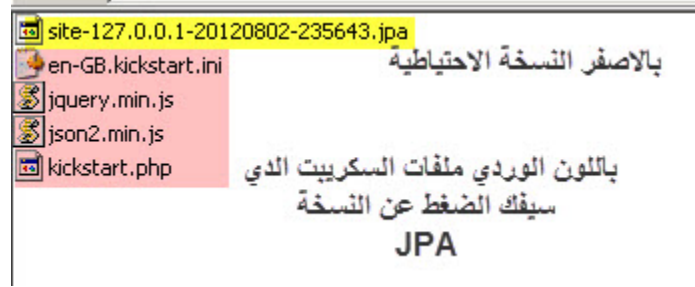 site-127.0.0.1-20120802-235643.jpa
بالاصفر النسخة الاحتياطية
en-GB.kickstart.ini
jquery.min.js
json2.min.js
kickstart.php
باللون الوردي ملفات السكريبت الدي
سيفك الضغط عن النسخة
JPA